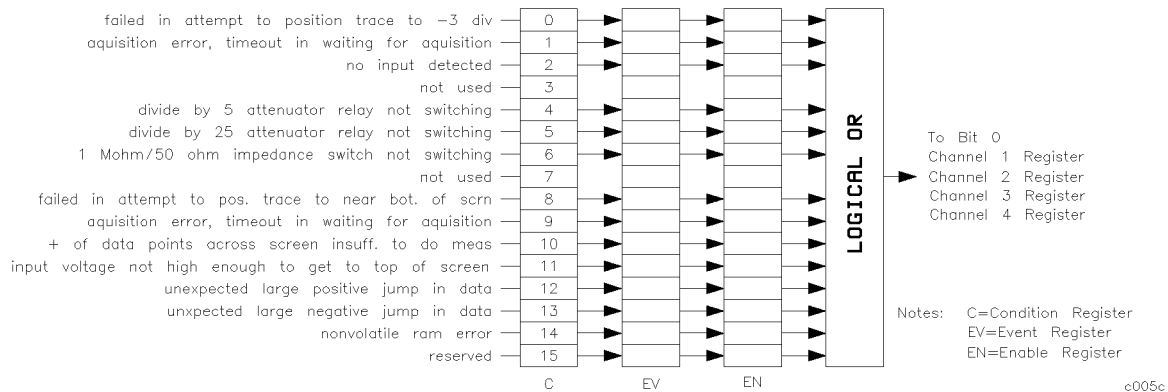 failed in attempt to position trace to -3 div 0
aquisition error, timeout in waiting for aquisition 1
no input detected 2
not used 3
divide by 5 attenuator relay not switching 4
divide by 25 attenuator relay not switching 5
1 Mohm/50 ohm impedance switch not switching 6
not used 7
failed in attempt to pos. trace to near bot. of scrn 8
aquisition error, timeout in waiting for aquisition 9
+ of data points across screen insuff. to do meas 10
input voltage not high enough to get to top of screen 11
unexpected large positive jump in data 12
unxpected large negative jump in data 13
nonvolatile ram error 14
reserved 15
C EV EN
LOGICAL OR
To Bit 0
Channel 1 Register
Channel 2 Register
Channel 3 Register
Channel 4 Register
Notes: C=Condition Register
EV=Event Register
EN=Enable Register
c005c